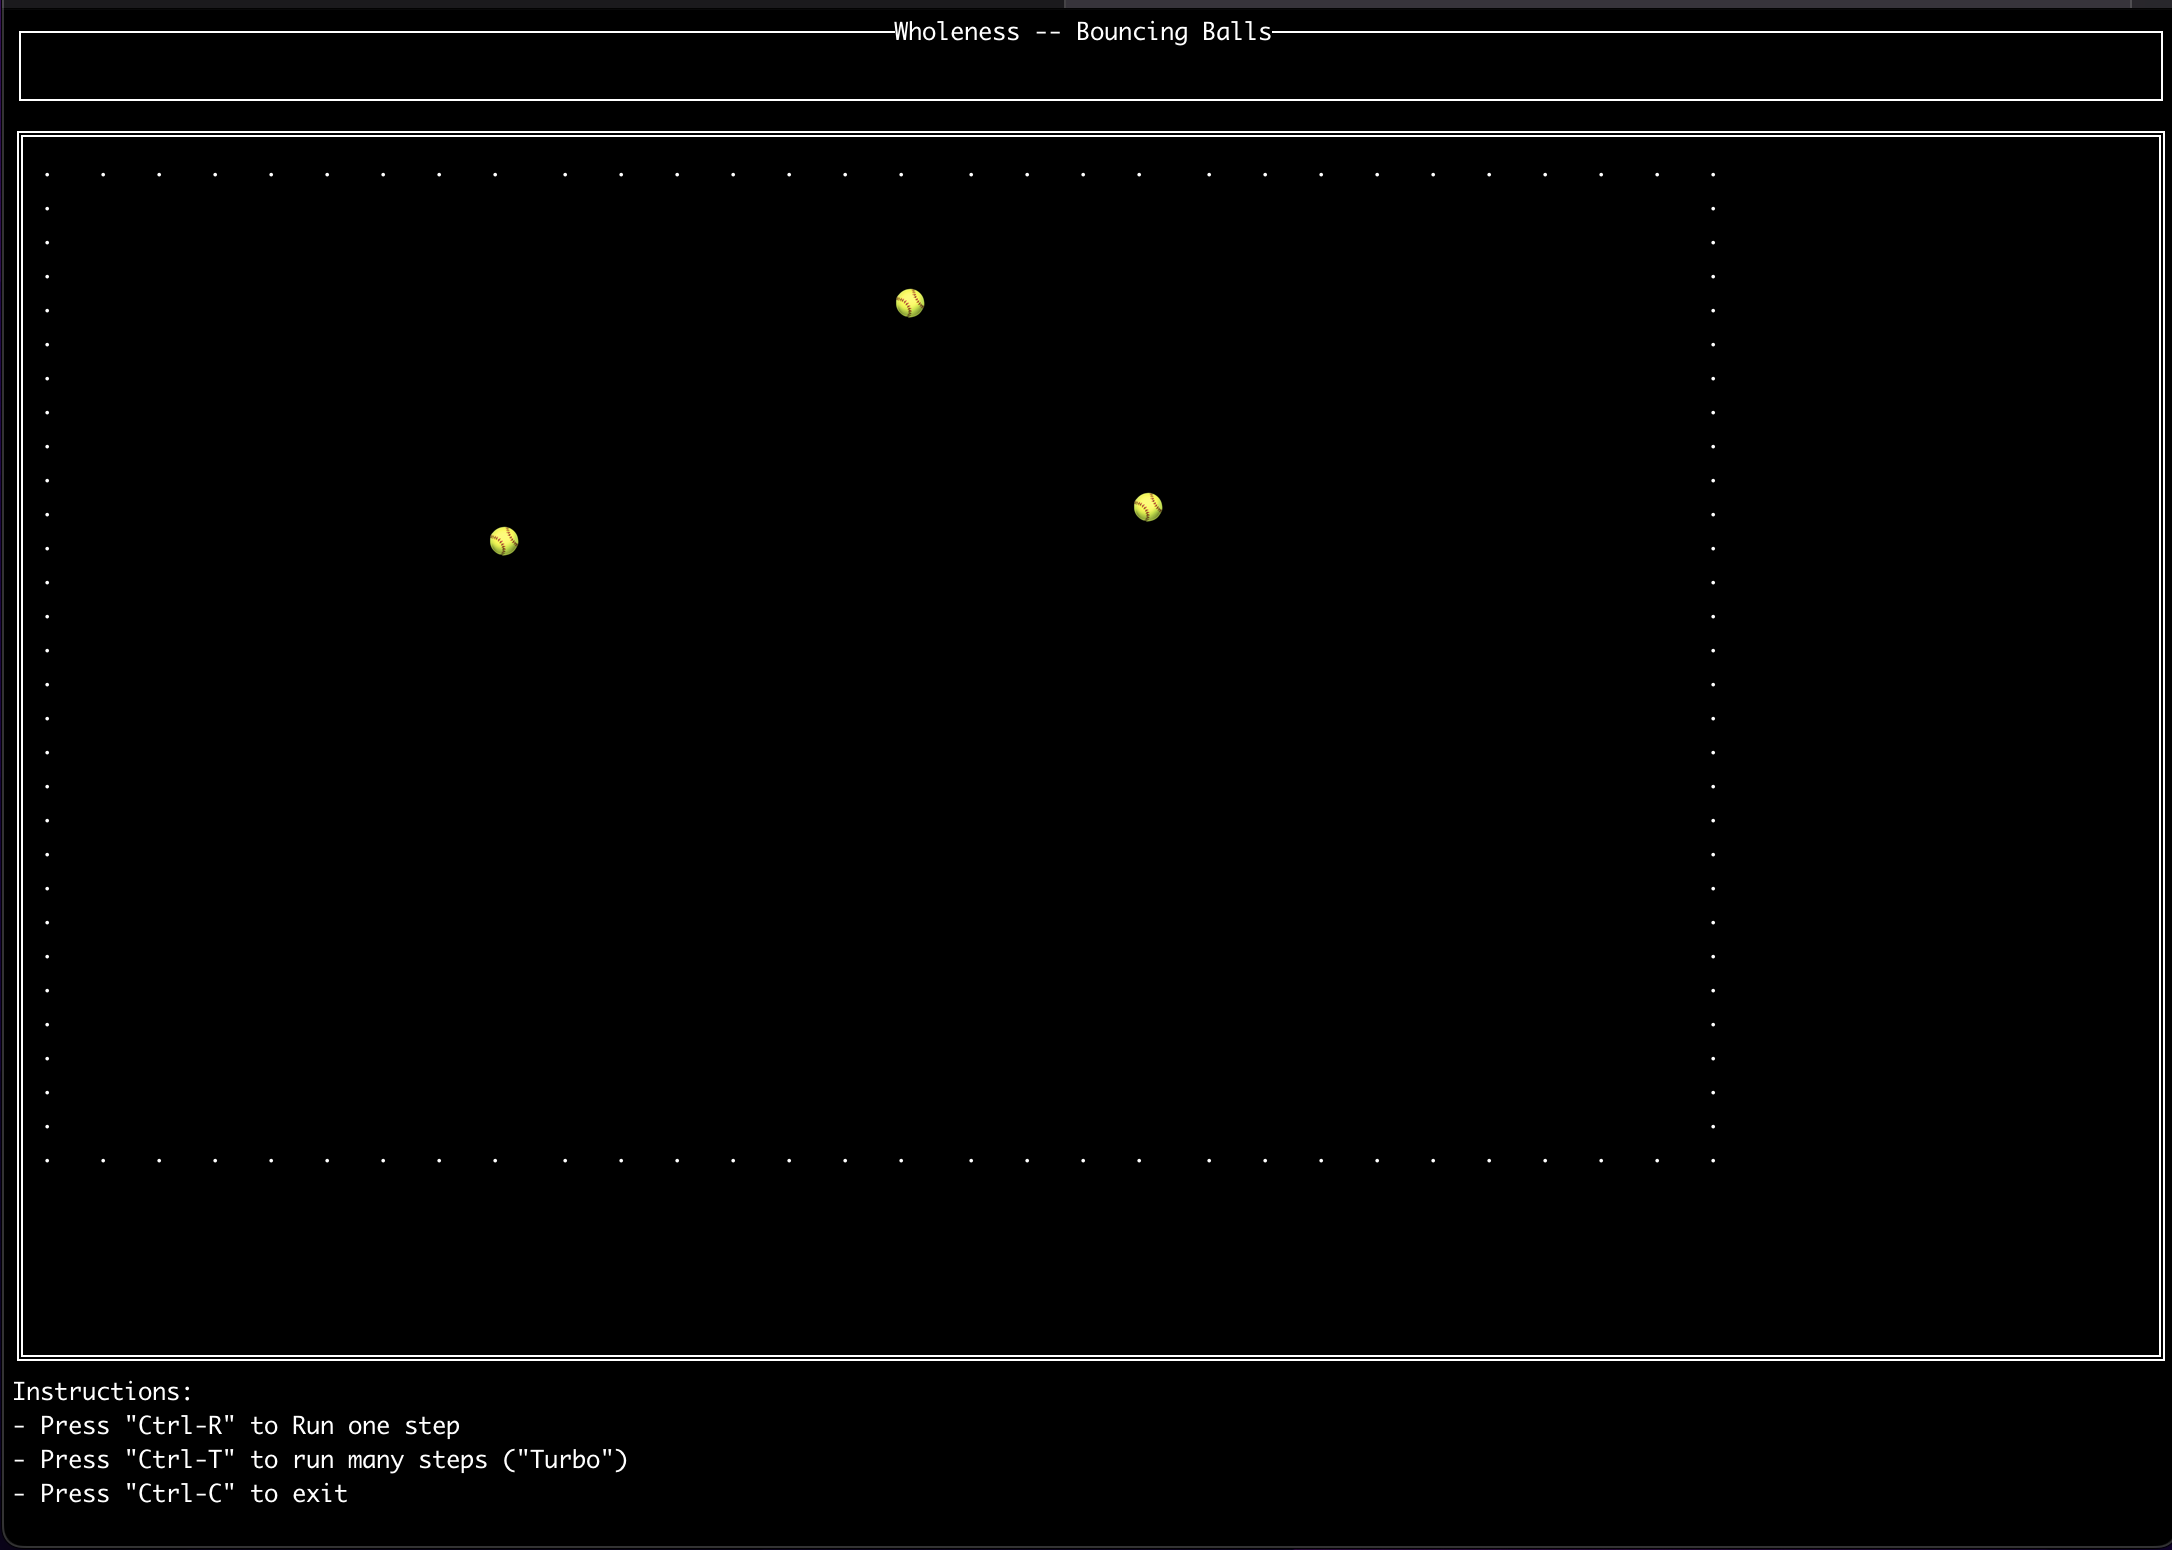 Wholeness -- Bouncing Balls
Instructions:
- Press "Ctrl-R" to Run one step
- Press "Ctrl-T" to run many steps ("Turbo")
- Press "Ctrl-C" to exit